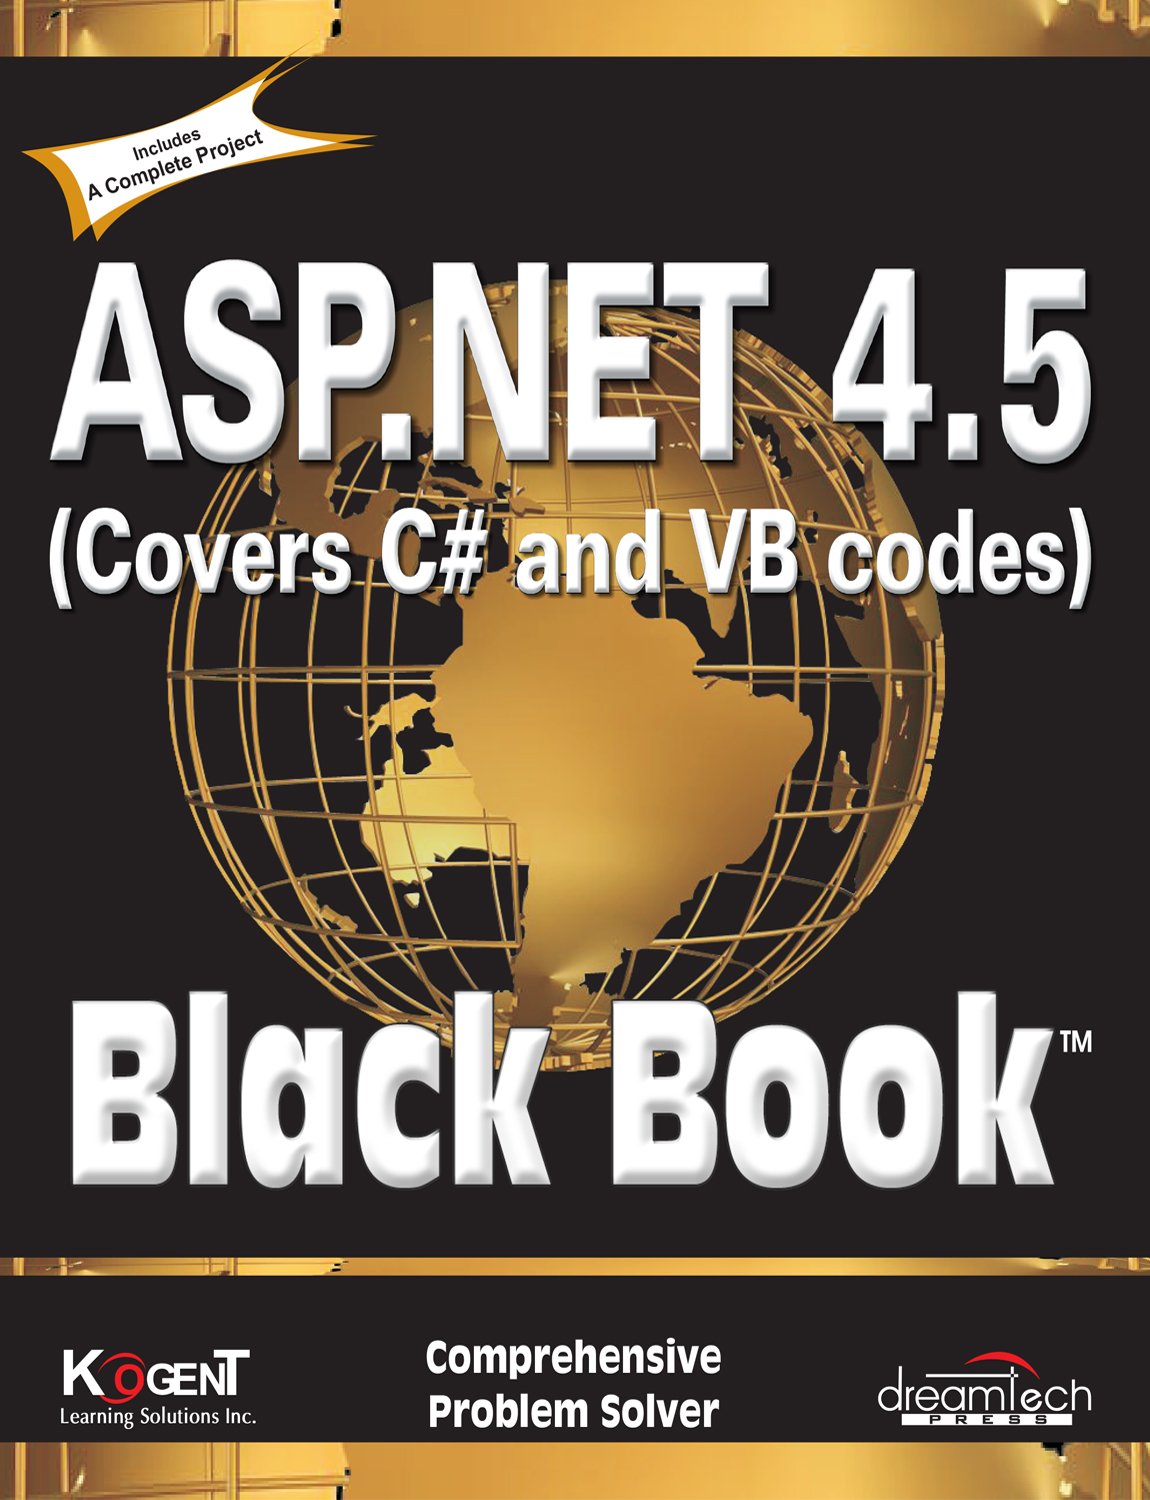 Includes
A Complete Project
ASP.NET 4.5
(Covers C# and VB codes)
Black Book™
KOGENT
Learning Solutions Inc.
Comprehensive
Problem Solver
dreamtech
PRESS